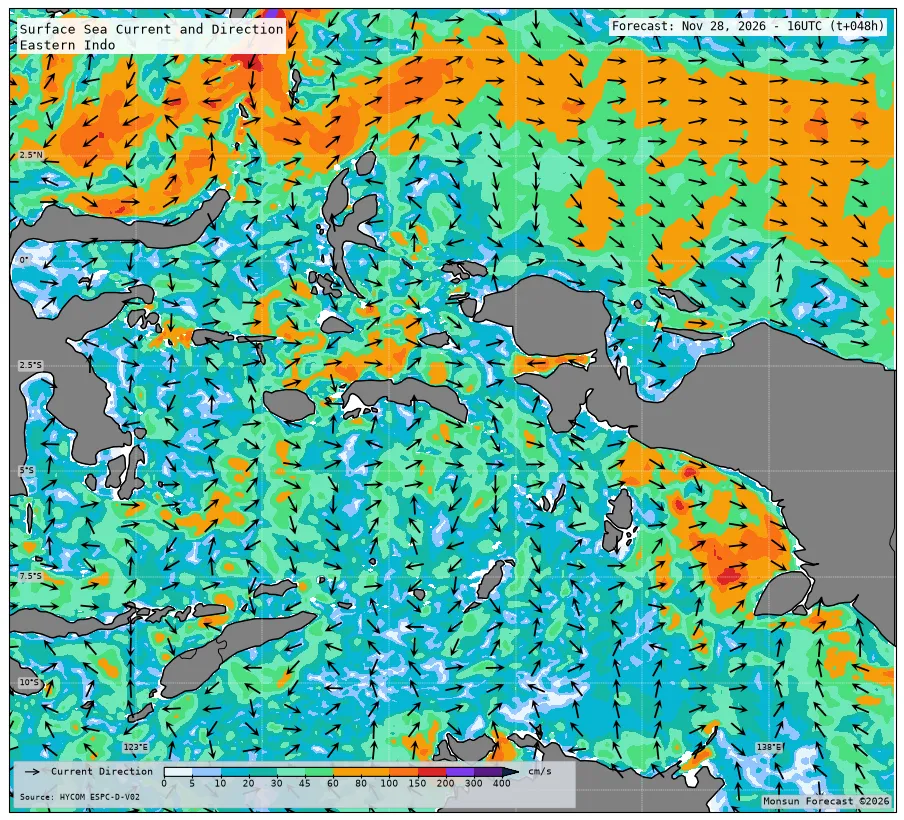 Surface Sea Current and Direction
Eastern Indo
Forecast: Nov 28, 2026 - 16UTC (t+048h)
2.5°N
0°
2.5°S
5°S
7.5°S
10°S
123°E
138°E
Current Direction
0 5 10 20 30 45 60 80 100 150 200 300 400
cm/s
Source: HYCOM ESPC-D-V02
Monsun Forecast ©2026